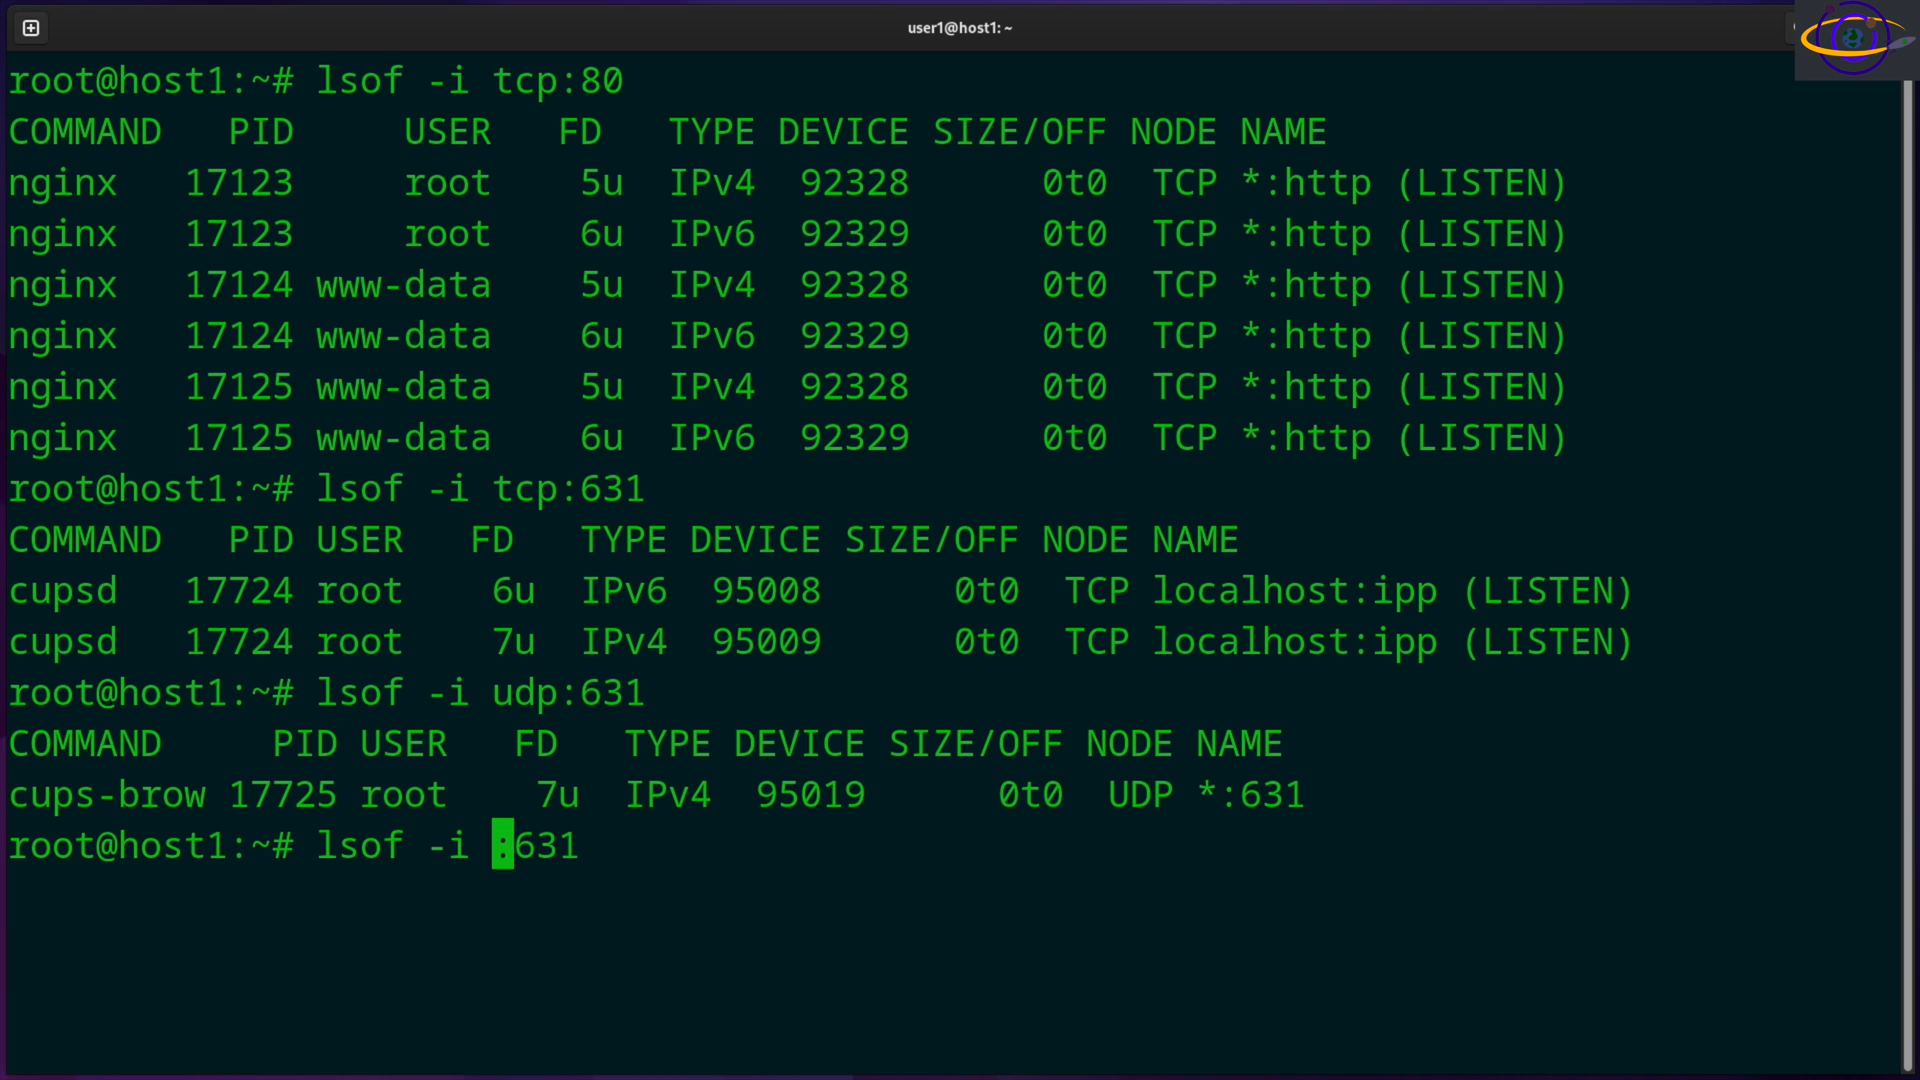 user1@host1: ~
root@host1:~# lsof -i tcp:80
COMMAND   PID     USER   FD   TYPE DEVICE SIZE/OFF NODE NAME
nginx   17123     root    5u  IPv4  92328      0t0  TCP *:http (LISTEN)
nginx   17123     root    6u  IPv6  92329      0t0  TCP *:http (LISTEN)
nginx   17124 www-data    5u  IPv4  92328      0t0  TCP *:http (LISTEN)
nginx   17124 www-data    6u  IPv6  92329      0t0  TCP *:http (LISTEN)
nginx   17125 www-data    5u  IPv4  92328      0t0  TCP *:http (LISTEN)
nginx   17125 www-data    6u  IPv6  92329      0t0  TCP *:http (LISTEN)
root@host1:~# lsof -i tcp:631
COMMAND   PID USER   FD   TYPE DEVICE SIZE/OFF NODE NAME
cupsd   17724 root    6u  IPv6  95008      0t0  TCP localhost:ipp (LISTEN)
cupsd   17724 root    7u  IPv4  95009      0t0  TCP localhost:ipp (LISTEN)
root@host1:~# lsof -i udp:631
COMMAND     PID USER   FD   TYPE DEVICE SIZE/OFF NODE NAME
cups-brow 17725 root    7u  IPv4  95019      0t0  UDP *:631
root@host1:~# lsof -i :631